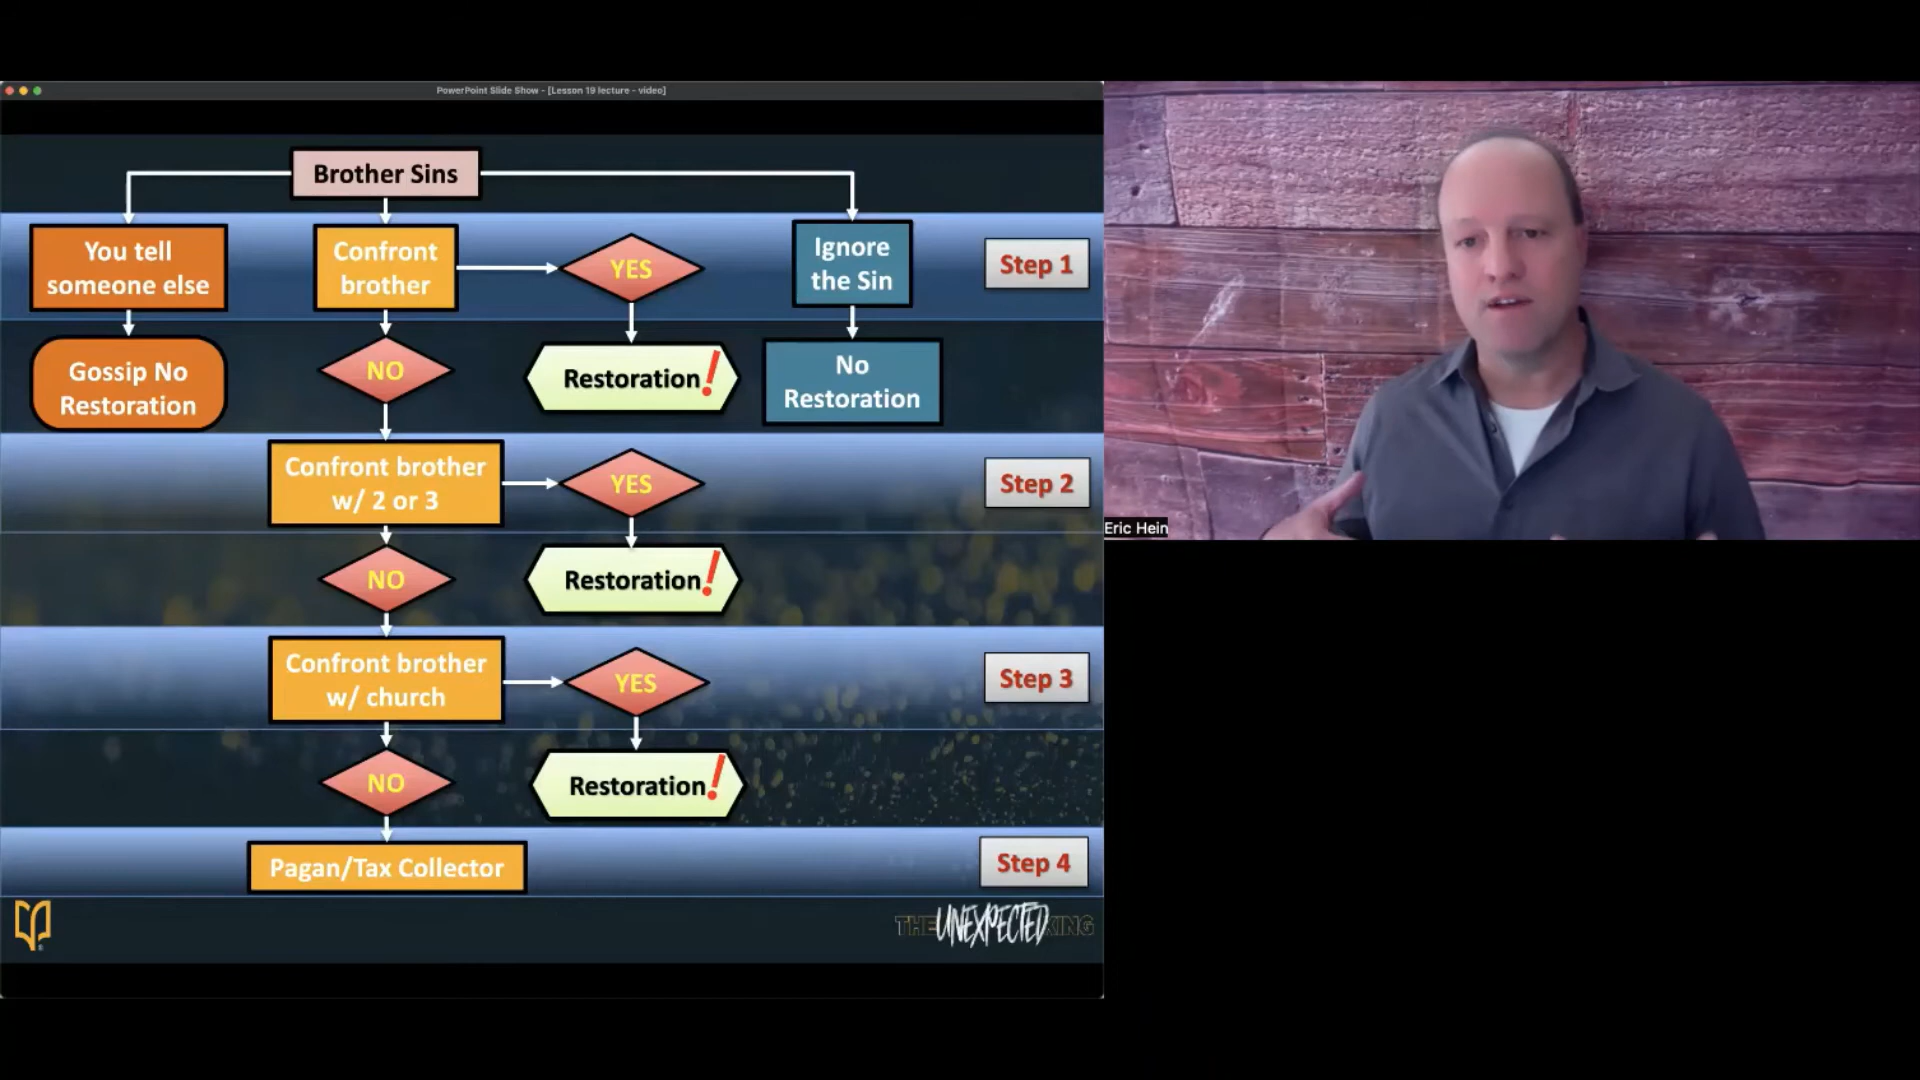 PowerPoint Slide Show - [Lesson 19 lecture - video]
Brother Sins
You tell
someone else
Confront
brother
YES
Ignore
the Sin
Step 1
Gossip No
Restoration
NO
Restoration!
No
Restoration
Confront brother
w/ 2 or 3
YES
Step 2
NO
Restoration!
Confront brother
w/ church
YES
Step 3
NO
Restoration!
Pagan/Tax Collector
Step 4
THE UNEXPECTED KING
Eric Hein